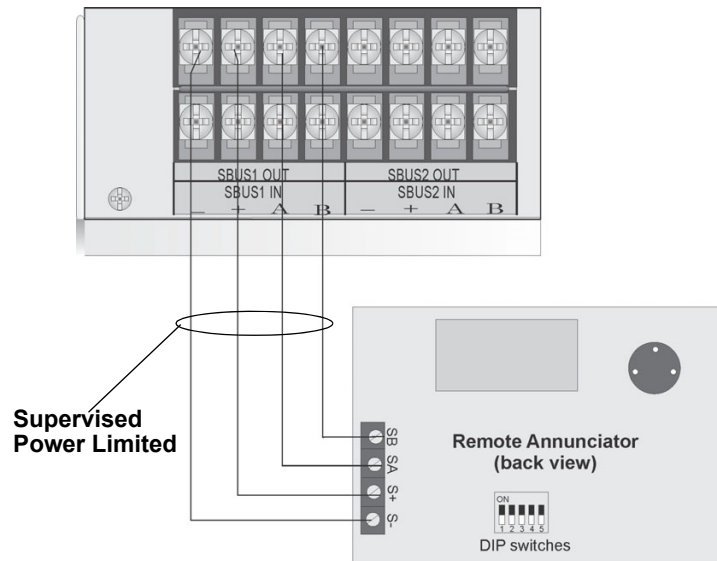 SBUS1 OUT SBUS2 OUT
SBUS1 IN SBUS2 IN
– + A B – + A B
Supervised
Power Limited
SB
SA
S+
S-
Remote Annunciator
(back view)
ON
1 2 3 4 5
DIP switches